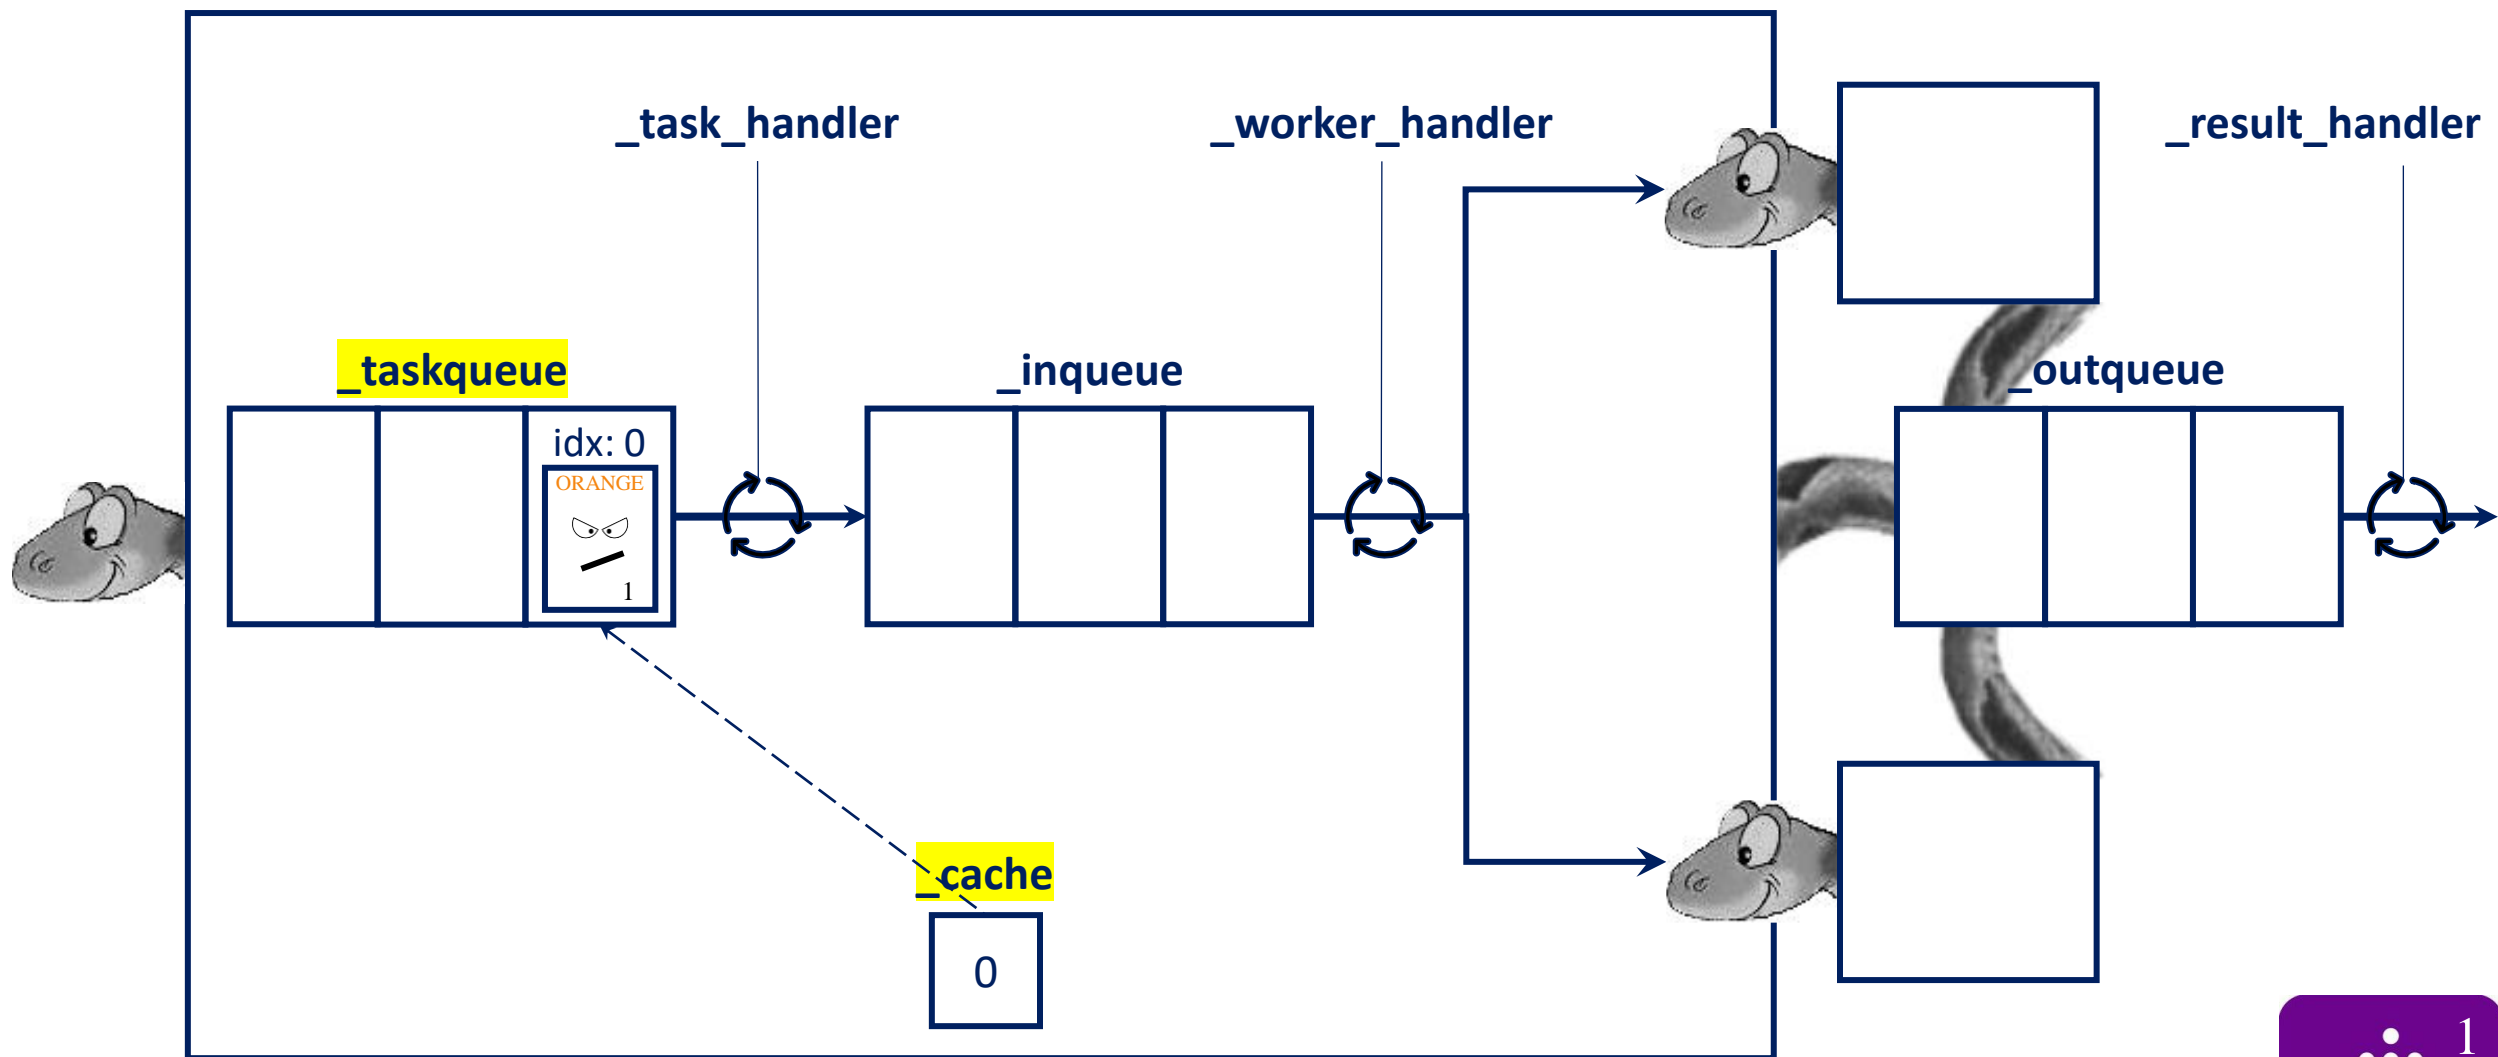 _task_handler
_worker_handler
_result_handler
_taskqueue
_inqueue
_outqueue
idx: 0
ORANGE
1
_cache
0
1